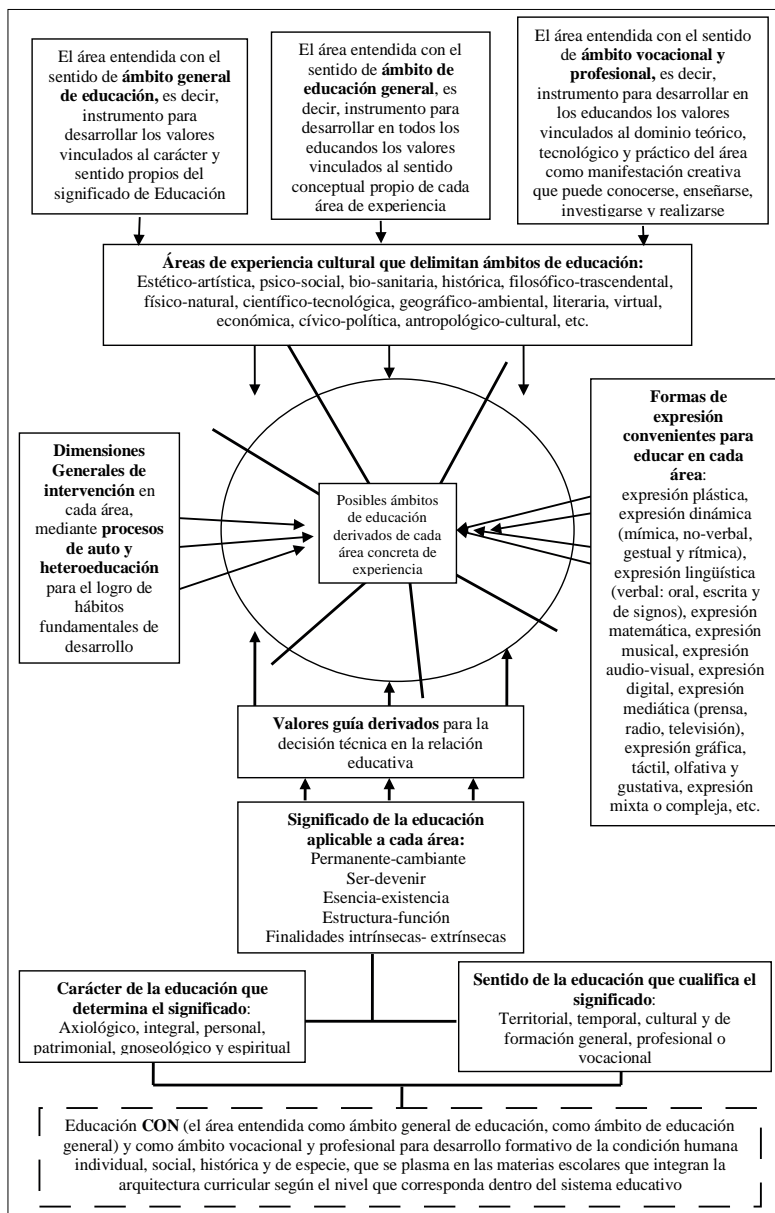 El área entendida con el
sentido de ámbito general
de educación, es decir,
instrumento para
desarrollar los valores
vinculados al carácter y
sentido propios del
significado de Educación
El área entendida con el
sentido de ámbito de
educación general, es
decir, instrumento para
desarrollar en todos los
educandos los valores
vinculados al sentido
conceptual propio de cada
área de experiencia
El área entendida con el sentido
de ámbito vocacional y
profesional, es decir,
instrumento para desarrollar en
los educandos los valores
vinculados al dominio teórico,
tecnológico y práctico del área
como manifestación creativa
que puede conocerse, enseñarse,
investigarse y realizarse
Áreas de experiencia cultural que delimitan ámbitos de educación:
Estético-artística, psico-social, bio-sanitaria, histórica, filosófico-trascendental,
físico-natural, científico-tecnológica, geográfico-ambiental, literaria, virtual,
económica, cívico-política, antropológico-cultural, etc.
Dimensiones
Generales de
intervención en
cada área,
mediante procesos
de auto y
heteroeducación
para el logro de
hábitos
fundamentales de
desarrollo
Posibles ámbitos
de educación
derivados de cada
área concreta de
experiencia
Formas de
expresión
convenientes para
educar en cada
área:
expresión plástica,
expresión dinámica
(mímica, no-verbal,
gestual y rítmica),
expresión lingüística
(verbal: oral, escrita y
de signos), expresión
matemática, expresión
musical, expresión
audio-visual, expresión
digital, expresión
mediática (prensa,
radio, televisión),
expresión gráfica,
táctil, olfativa y
gustativa, expresión
mixta o compleja, etc.
Valores guía derivados para la
decisión técnica en la relación
educativa
Significado de la educación
aplicable a cada área:
Permanente-cambiante
Ser-devenir
Esencia-existencia
Estructura-función
Finalidades intrínsecas- extrínsecas
Carácter de la educación que
determina el significado:
Axiológico, integral, personal,
patrimonial, gnoseológico y espiritual
Sentido de la educación que cualifica el
significado:
Territorial, temporal, cultural y de
formación general, profesional o
vocacional
Educación CON (el área entendida como ámbito general de educación, como ámbito de educación
general) y como ámbito vocacional y profesional para desarrollo formativo de la condición humana
individual, social, histórica y de especie, que se plasma en las materias escolares que integran la
arquitectura curricular según el nivel que corresponda dentro del sistema educativo